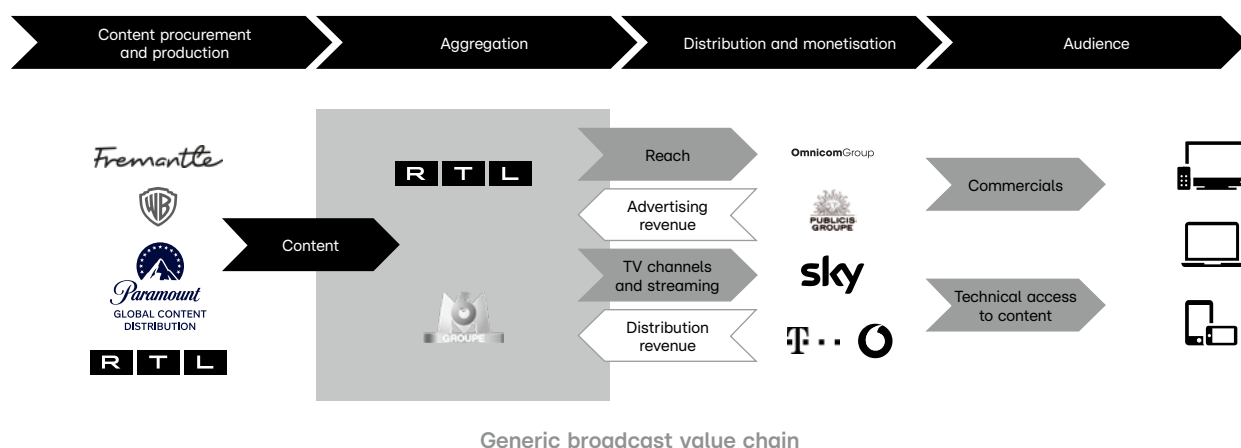 Content procurement
and production
Aggregation
Distribution and monetisation
Audience
Fremantle
WB
Paramount
GLOBAL CONTENT
DISTRIBUTION
RTL
Content
RTL
M6
GROUPE
Reach
Advertising
revenue
TV channels
and streaming
Distribution
revenue
OmnicomGroup
PUBLICIS
GROUPE
sky
T
Commercials
Technical access
to content
Generic broadcast value chain